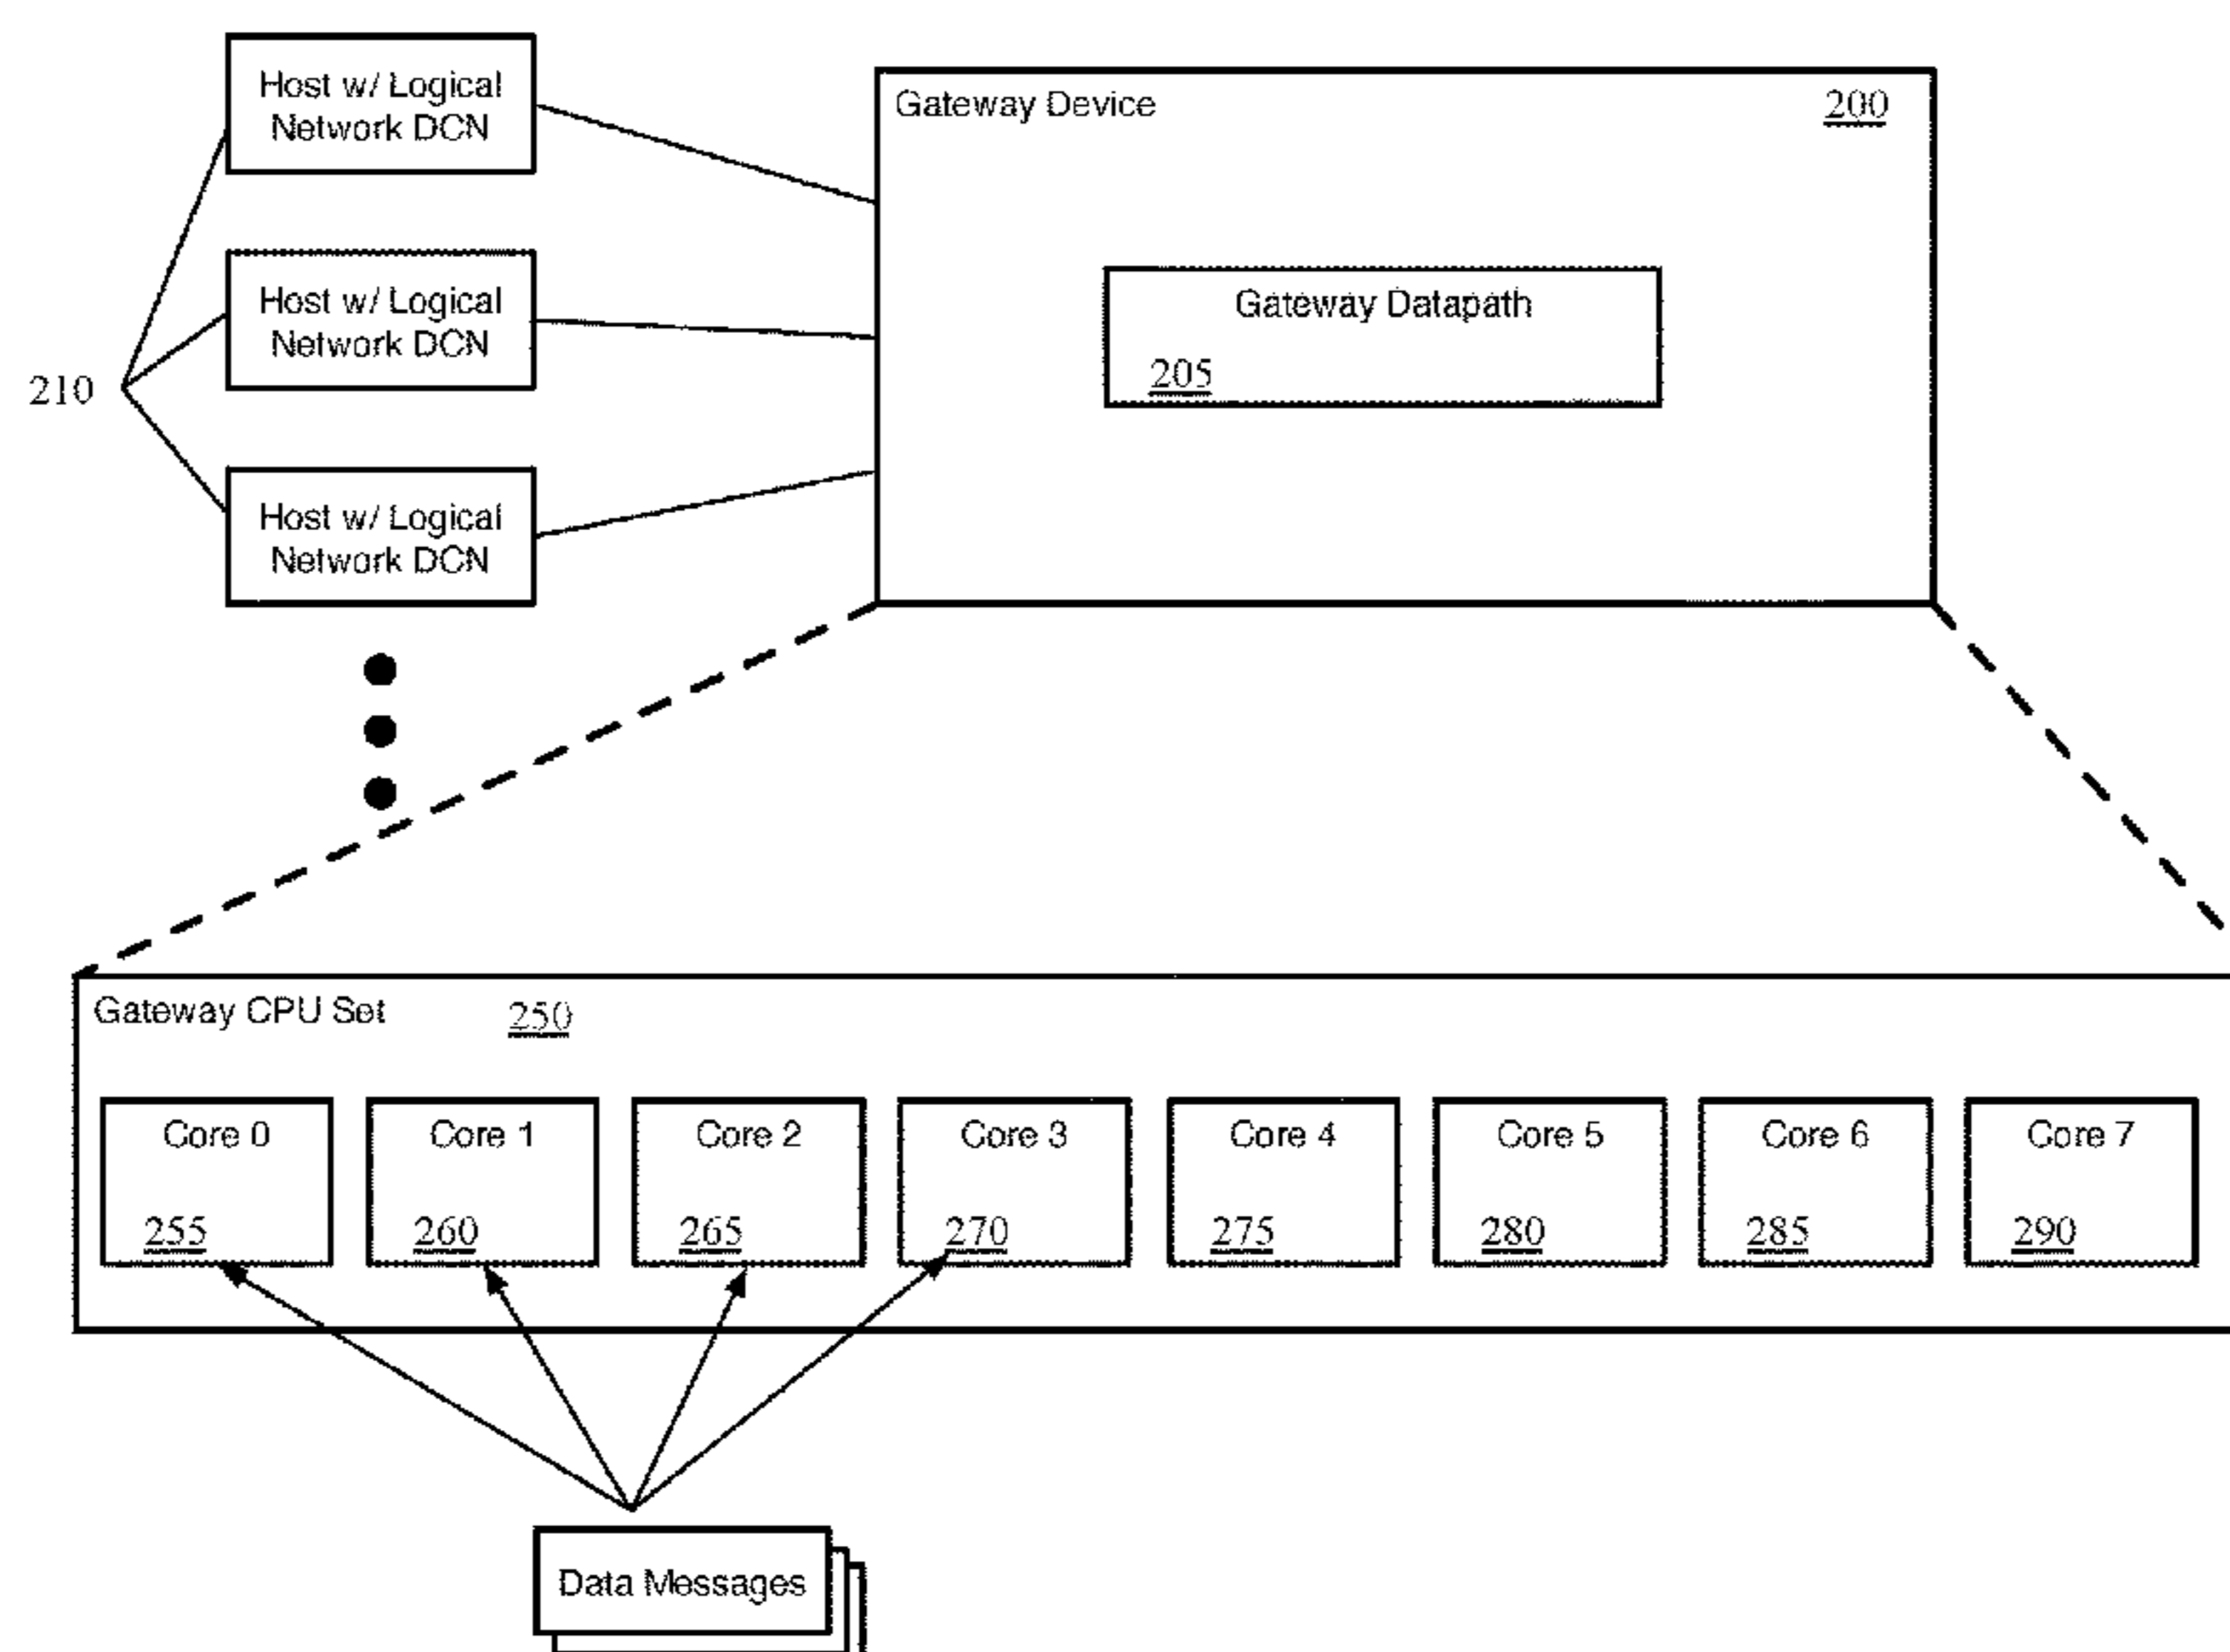 Host w/ Logical
Network DCN
Gateway Device
200
Host w/ Logical
Network DCN
Gateway Datapath
205
210
Host w/ Logical
Network DCN
Gateway CPU Set
250
Core 0
255
Core 1
260
Core 2
265
Core 3
270
Core 4
275
Core 5
280
Core 6
285
Core 7
290
Data Messages